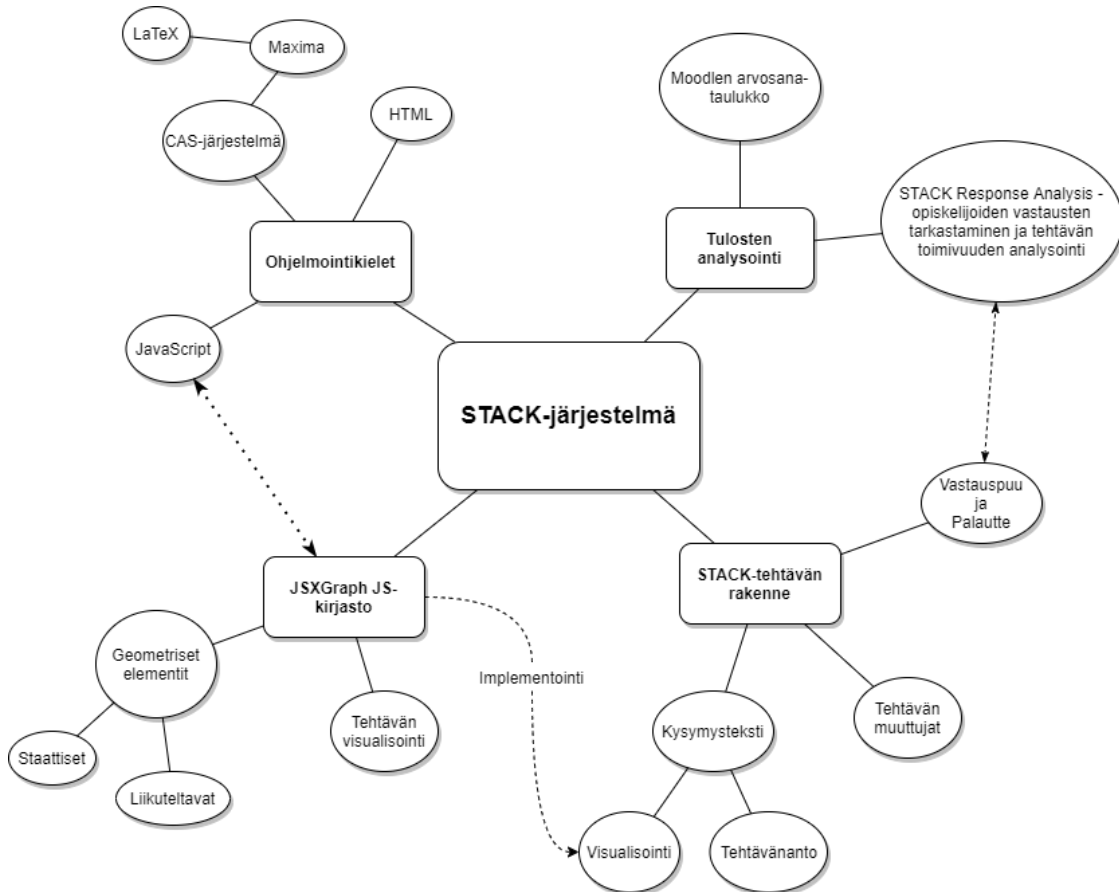 LaTeX
Maxima
CAS-järjestelmä
HTML
Moodlen arvosana-
taulukko
STACK Response Analysis -
opiskelijoiden vastausten
tarkastaminen ja tehtävän
toimivuuden analysointi
Ohjelmointikielet
Tulosten
analysointi
JavaScript
STACK-järjestelmä
Vastauspuu
ja
Palautte
JSXGraph JS-
kirjasto
STACK-tehtävän
rakenne
Geometriset
elementit
Implementointi
Staattiset
Liikuteltavat
Tehtävän
visualisointi
Kysymysteksti
Tehtävän
muuttujat
Visualisointi
Tehtävänanto